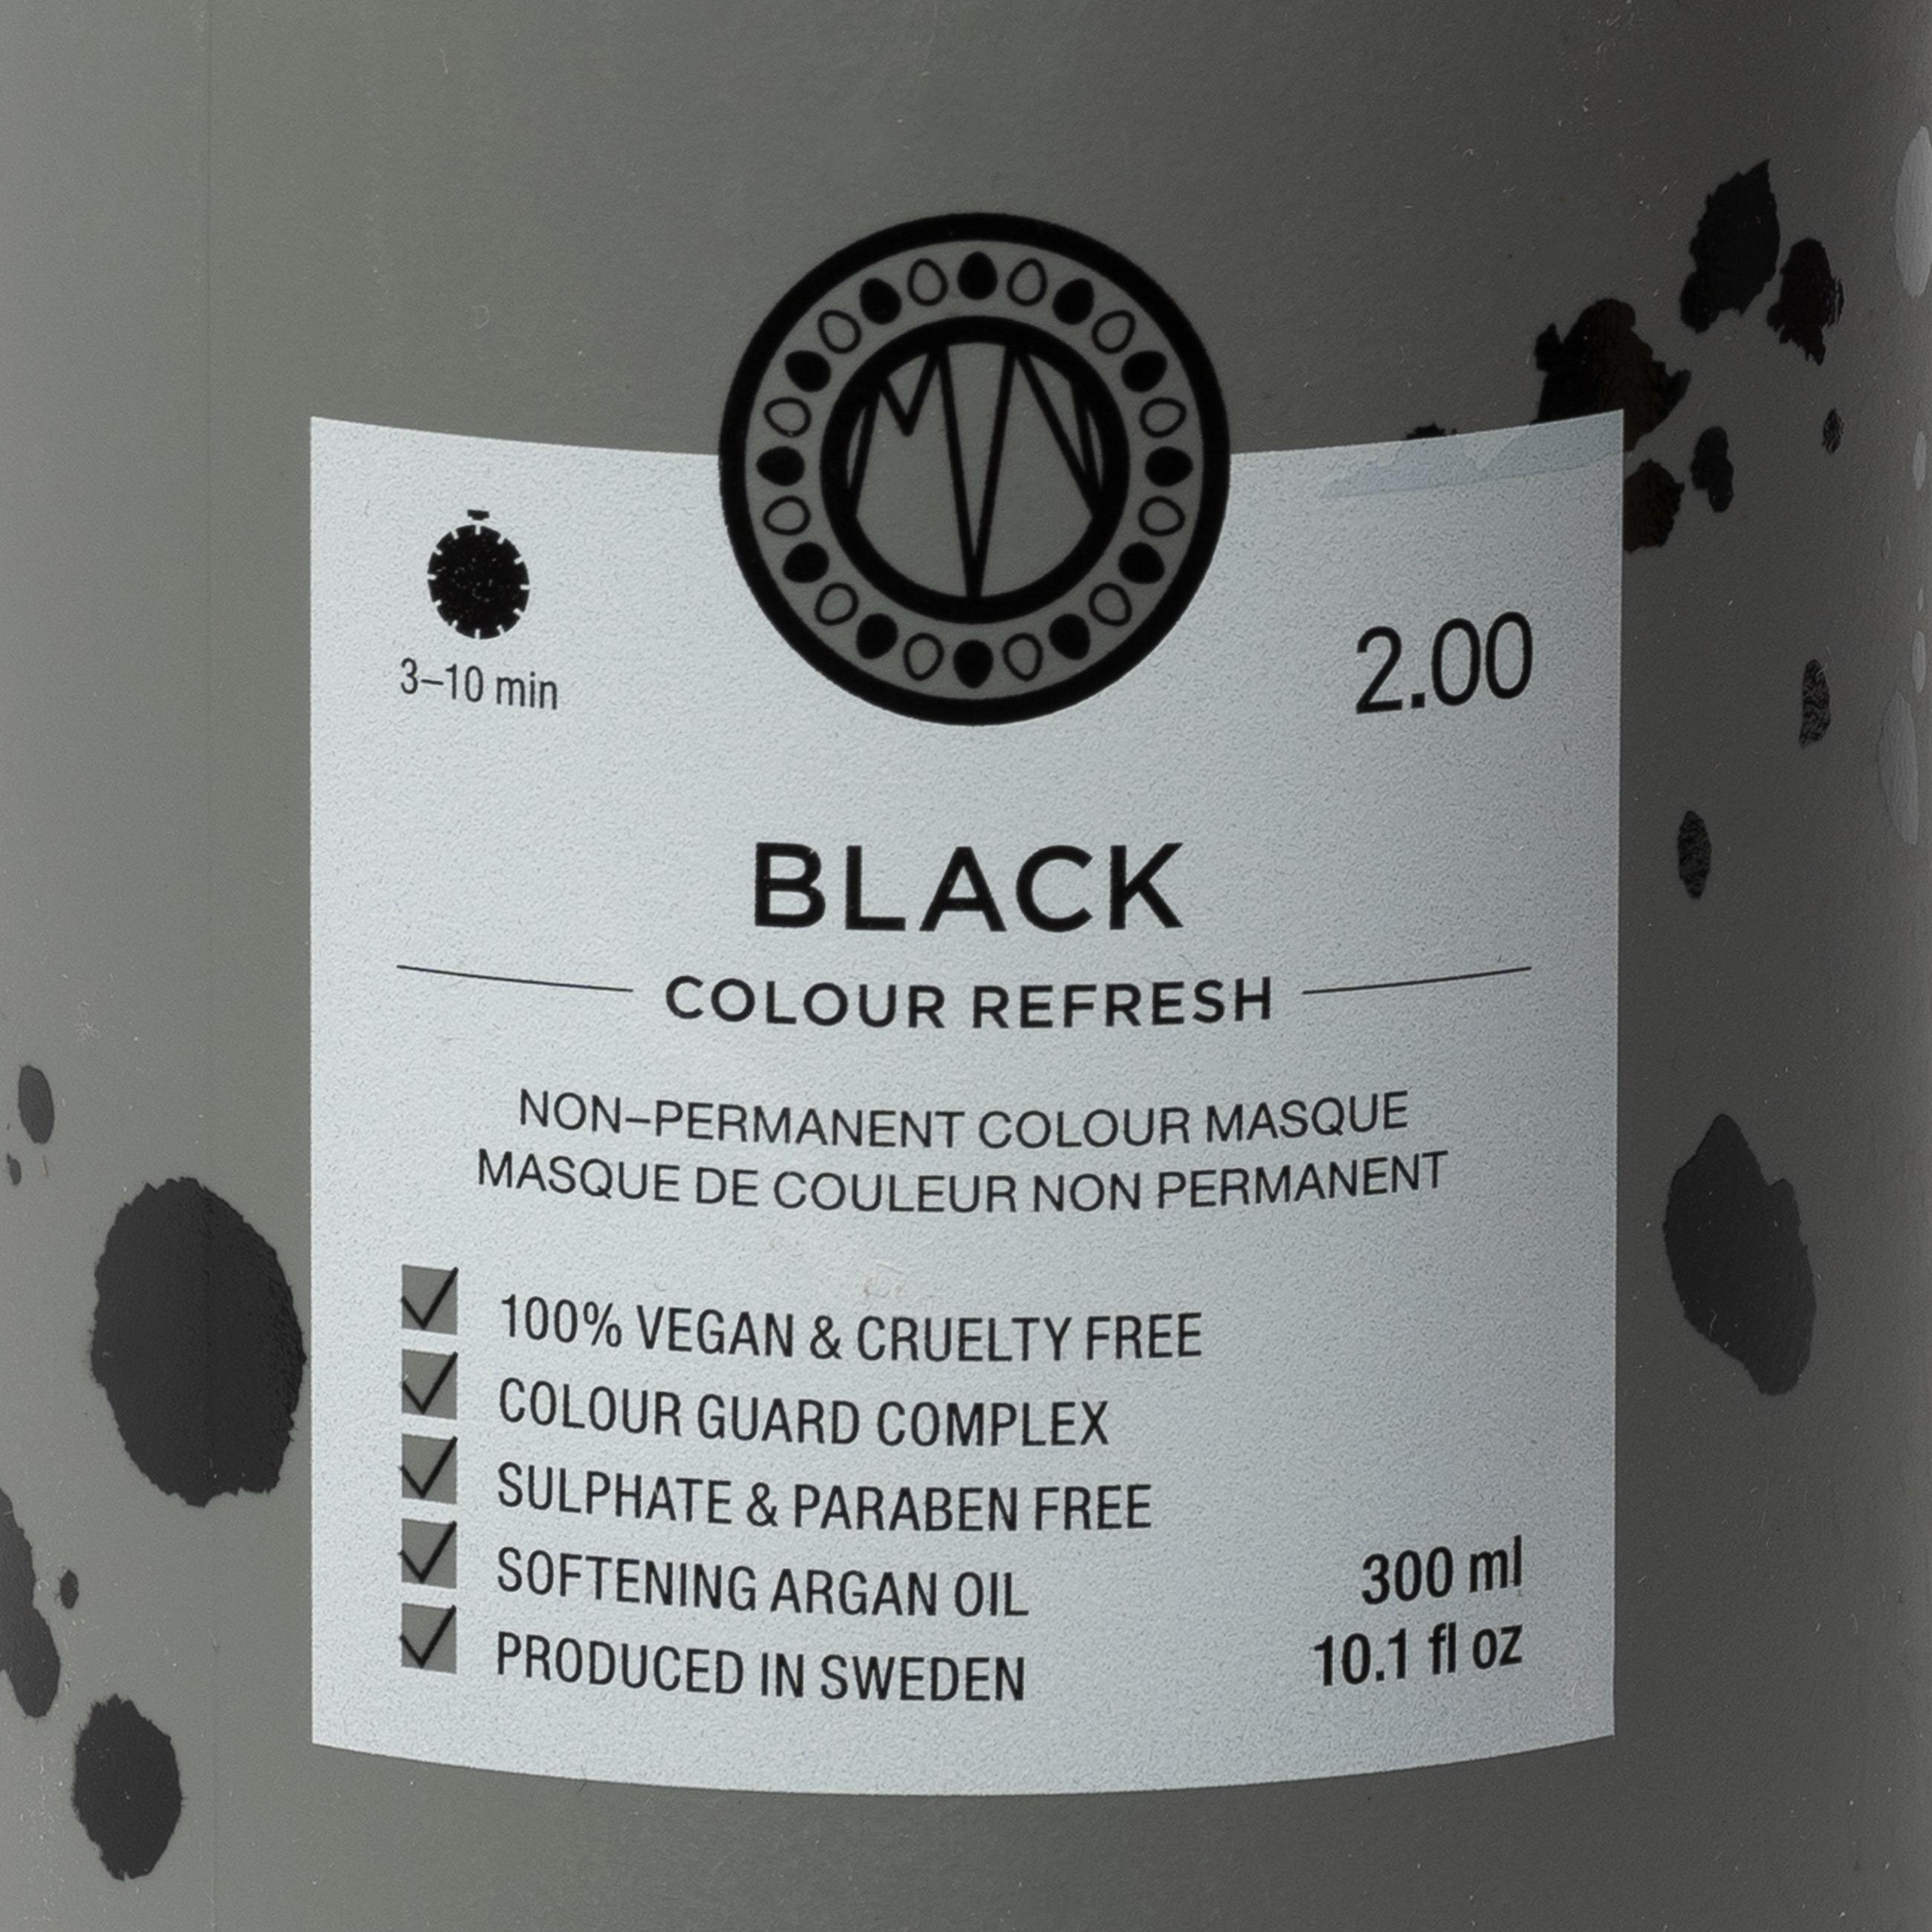 3–10 min
2.00
BLACK
COLOUR REFRESH
NON–PERMANENT COLOUR MASQUE
MASQUE DE COULEUR NON PERMANENT
100% VEGAN & CRUELTY FREE
COLOUR GUARD COMPLEX
SULPHATE & PARABEN FREE
SOFTENING ARGAN OIL
PRODUCED IN SWEDEN
300 ml
10.1 fl oz